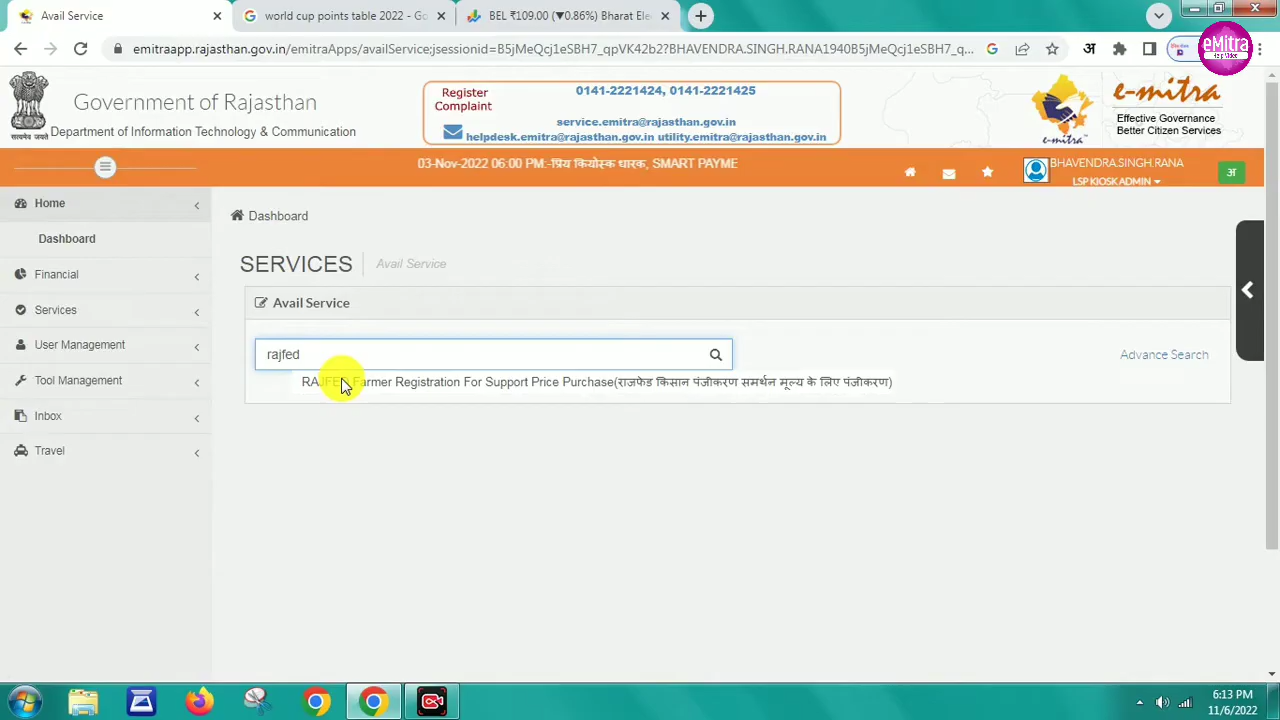 Avail Service
world cup points table 2022 - Go
BEL ₹109.00 (▼0.86%) Bharat Ele
emitraapp.rajasthan.gov.in/emitraApps/availService;jsessionid=
eMitra
Help Video
Government of Rajasthan
Department of Information Technology & Communication
Register
Complaint
0141-2221424, 0141-2221425
service.emitra@rajasthan.gov.in
helpdesk.emitra@rajasthan.gov.in utility.emitra@rajasthan.gov.in
e-mitra
e-mitra
Effective Governance
Better Citizen Services
03-Nov-2022 06:00 PM:-प्रिय कियोस्क धारक, SMART PAYME
BHAVENDRA.SINGH.RANA
LSP KIOSK ADMIN
अ
Home
Dashboard
Financial
Services
User Management
Tool Management
Inbox
Travel
Dashboard
SERVICES
Avail Service
Avail Service
rajfed
Advance Search
Farmer Registration For Support Price Purchase(राजफेड किसान पंजीकरण समर्थन मूल्य के लिए पंजीकरण)
6:13 PM
11/6/2022